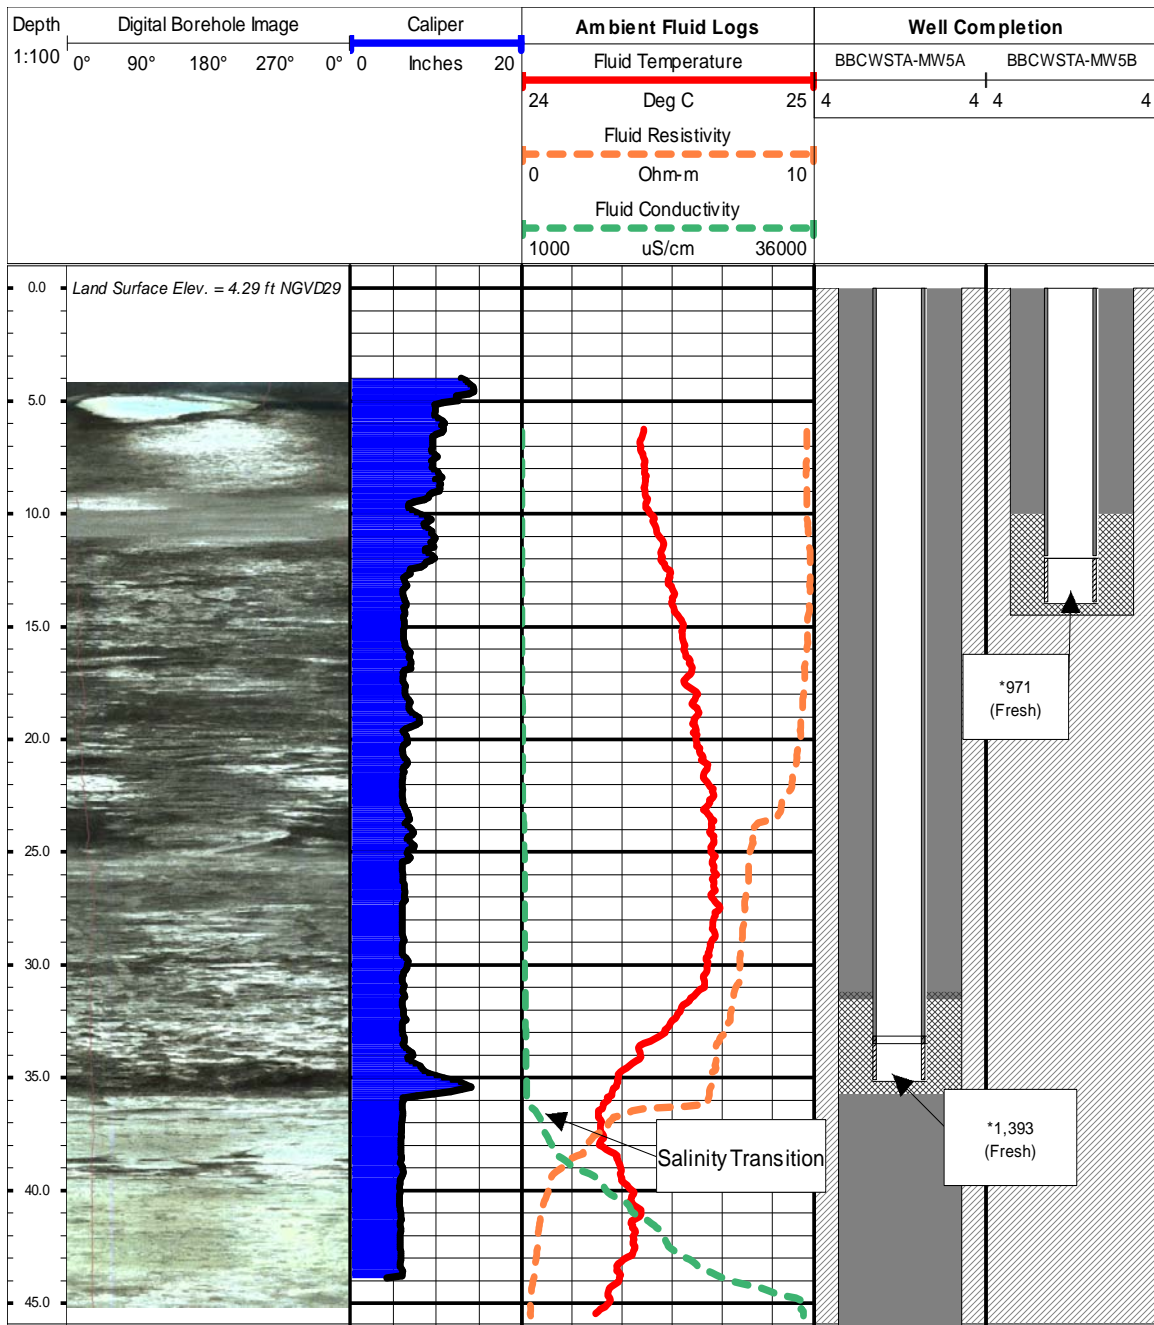 Depth
1:100
Digital Borehole Image
0° 90° 180° 270° 0°
Caliper
0 Inches 20
Ambient Fluid Logs
Fluid Temperature
24 Deg C 25
Fluid Resistivity
0 Ohm-m 10
Fluid Conductivity
1000 uS/cm 36000
Well Completion
BBCWSTA-MW5A BBCWSTA-MW5B
4 4 4 4
0.0
Land Surface Elev. = 4.29 ft NGVD29
5.0
10.0
15.0
*971
(Fresh)
20.0
25.0
30.0
35.0
*1,393
(Fresh)
Salinity Transition
40.0
45.0